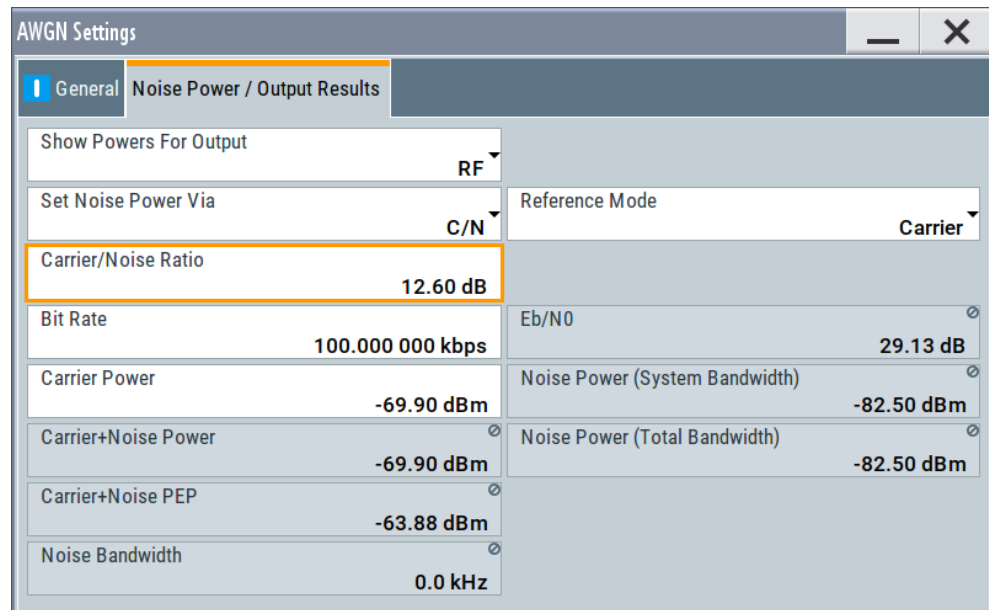 AWGN Settings
General
Noise Power / Output Results
Show Powers For Output
RF
Set Noise Power Via
C/N
Reference Mode
Carrier
Carrier/Noise Ratio
12.60 dB
Bit Rate
100.000 000 kbps
Eb/N0
29.13 dB
Carrier Power
-69.90 dBm
Noise Power (System Bandwidth)
-82.50 dBm
Carrier+Noise Power
-69.90 dBm
Noise Power (Total Bandwidth)
-82.50 dBm
Carrier+Noise PEP
-63.88 dBm
Noise Bandwidth
0.0 kHz